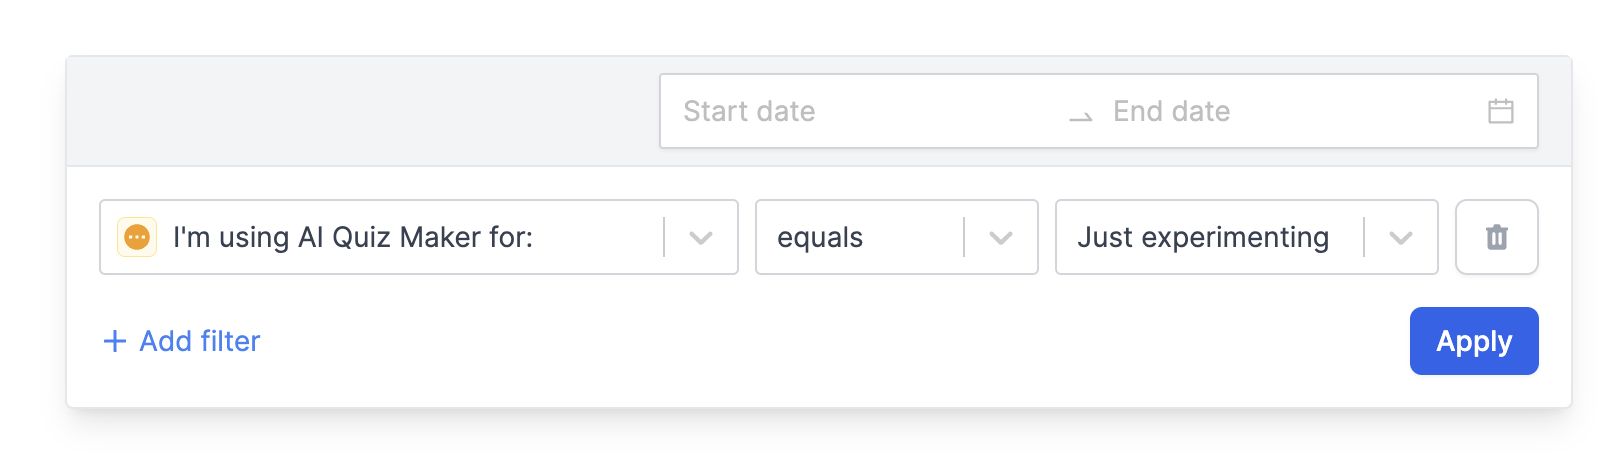 Start date End date
I'm using AI Quiz Maker for: equals Just experimenting
+ Add filter Apply